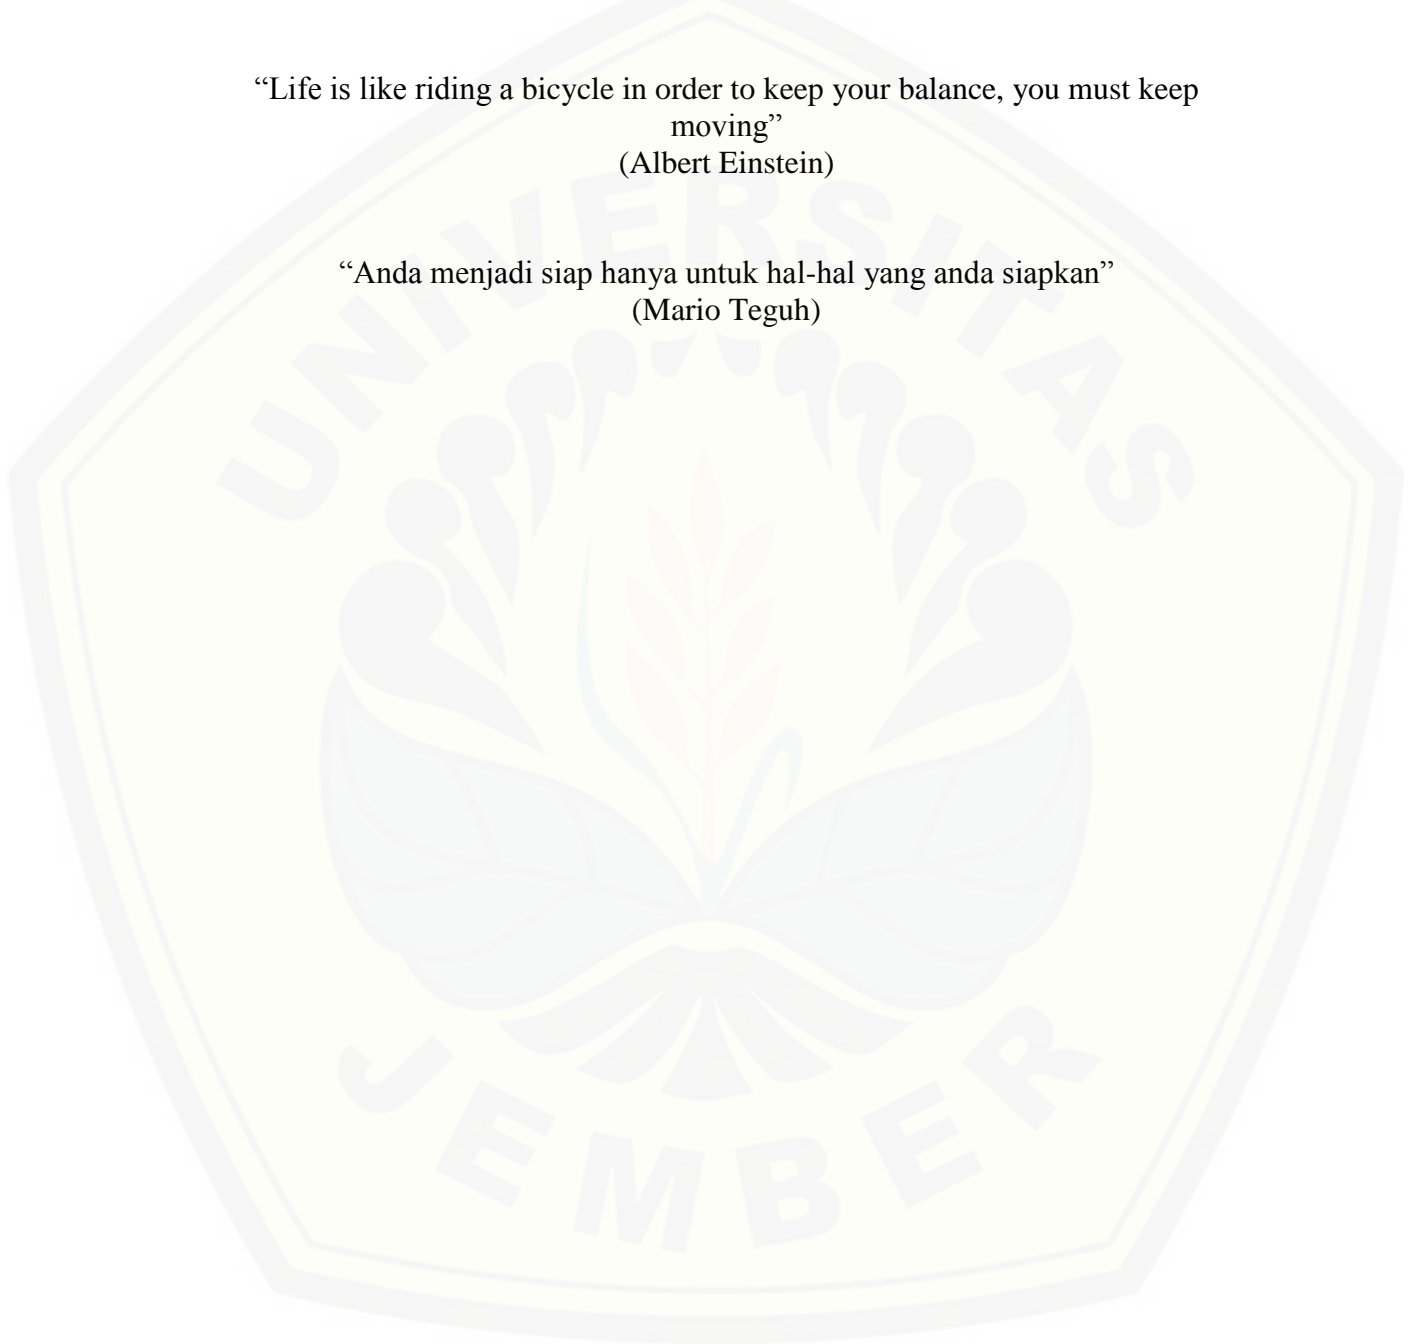 “Life is like riding a bicycle in order to keep your balance, you must keep
moving”
(Albert Einstein)
“Anda menjadi siap hanya untuk hal-hal yang anda siapkan”
(Mario Teguh)
UNIVERSITAS
JEMBER